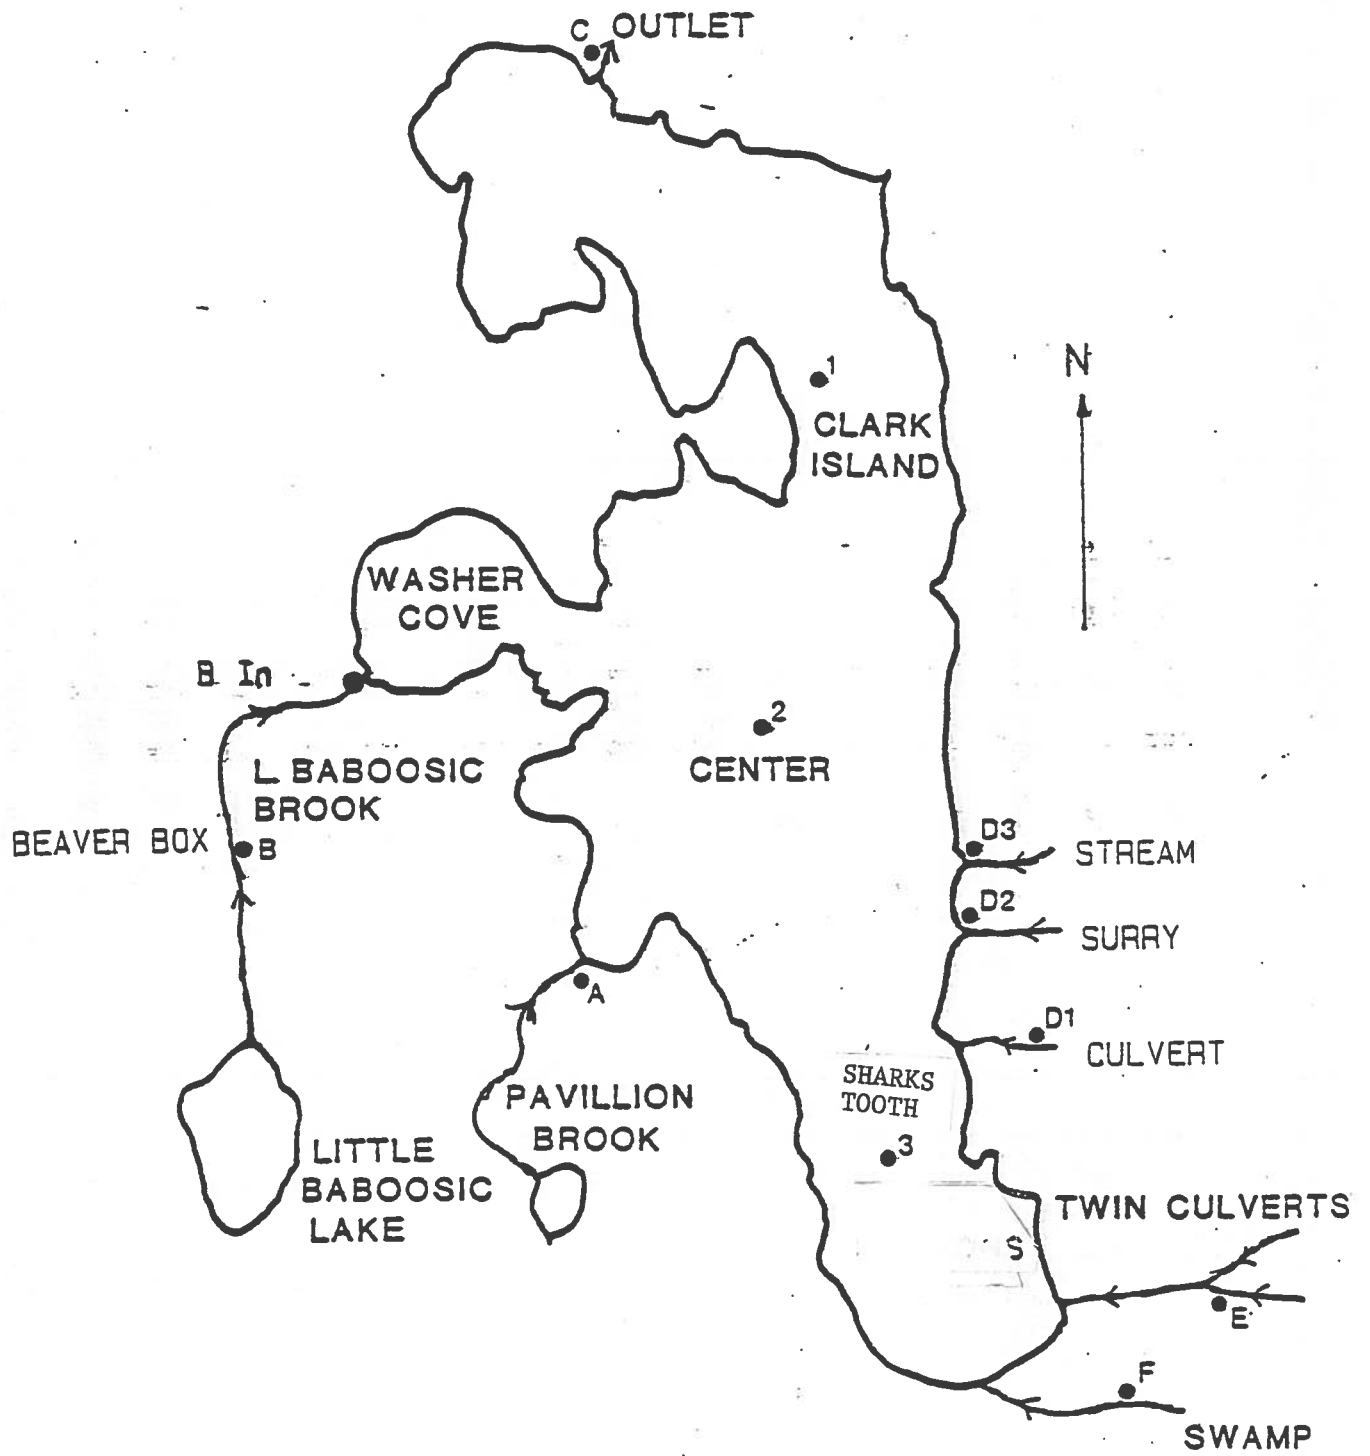 C OUTLET
N
1
CLARK
ISLAND
WASHER
COVE
B In
2
CENTER
L. BABOOSIC
BROOK
BEAVER BOX
B
D3
STREAM
D2
SURRY
A
D1
CULVERT
SHARKS
TOOTH
PAVILLION
BROOK
3
LITTLE
BABOOSIC
LAKE
TWIN CULVERTS
S
E
F
SWAMP